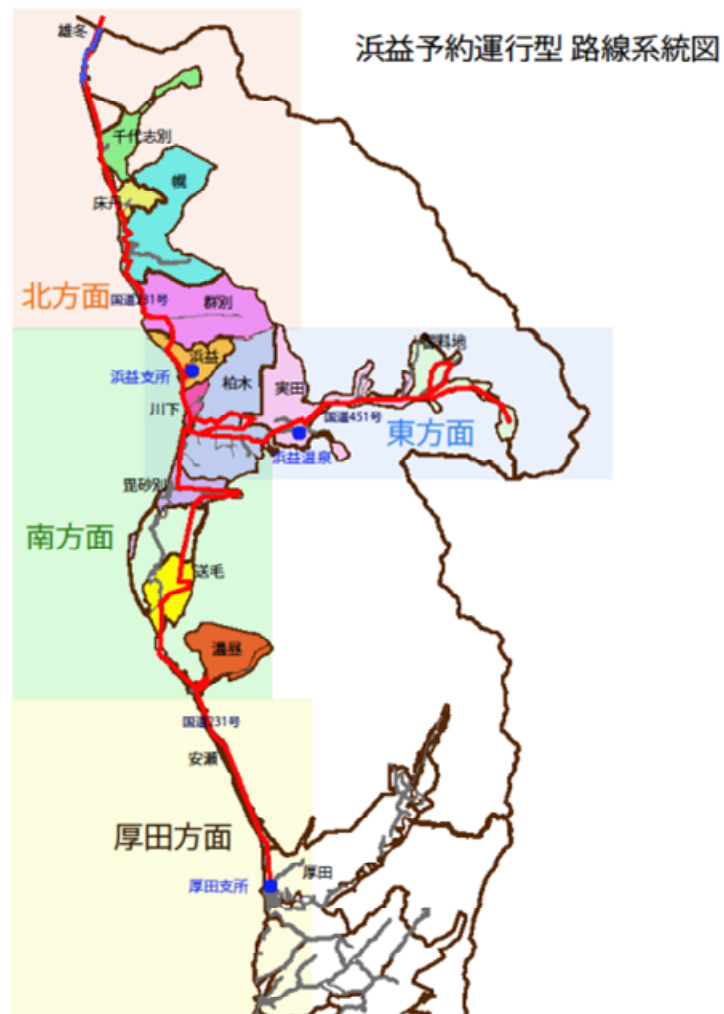 雄冬
浜益予約運行型 路線系統図
千代志別
幌
床丹
北方面
国道231号
群別
御料地
浜益
浜益支所
柏木
実田
川下
国道451号
東方面
浜益温泉
毘砂別
南方面
送毛
濃昼
国道231号
安瀬
厚田方面
厚田
厚田支所